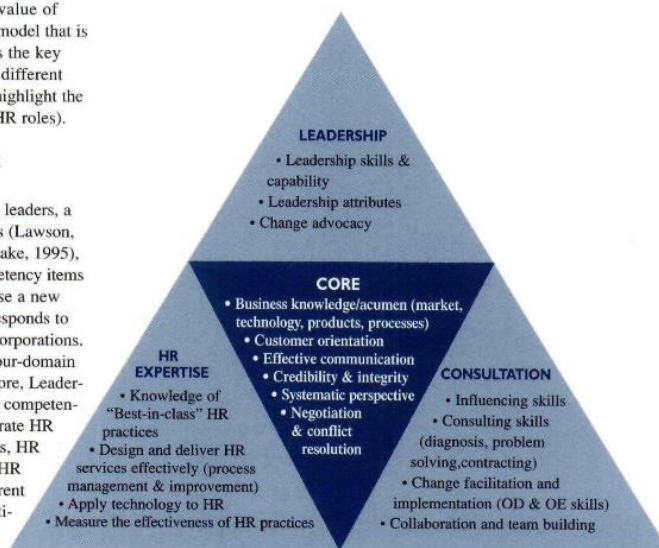 value of
model that is
s the key
different
highlight the
HR roles).
leaders, a
s (Lawson,
ake, 1995),
etency items
se a new
sponds to
orporations.
our-domain
ore, Leader-
competen-
rate HR
s, HR
HR
rent
ti-
LEADERSHIP
• Leadership skills &
capability
• Leadership attributes
• Change advocacy
CORE
• Business knowledge/acumen (market,
technology, products, processes)
• Customer orientation
• Effective communication
• Credibility & integrity
• Systematic perspective
• Negotiation
& conflict
resolution
HR
EXPERTISE
• Knowledge of
"Best-in-class" HR
practices
• Design and deliver HR
services effectively (process
management & improvement)
• Apply technology to HR
• Measure the effectiveness of HR practices
CONSULTATION
• Influencing skills
• Consulting skills
(diagnosis, problem
solving,contracting)
• Change facilitation and
implementation (OD & OE skills)
• Collaboration and team building